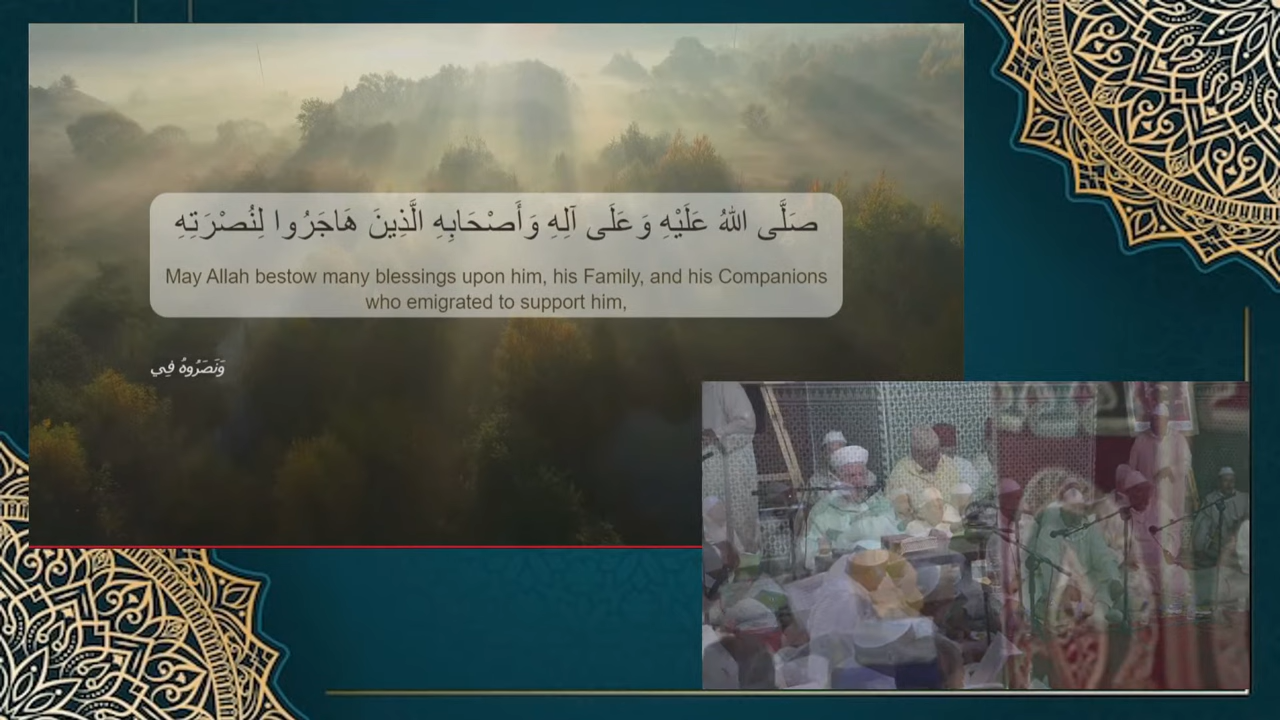 صَلَّى اللهُ عَلَيْهِ وَعَلَى آلِهِ وَأَصْحَابِهِ الَّذِينَ هَاجَرُوا لِنُصْرَتِهِ
May Allah bestow many blessings upon him, his Family, and his Companions
who emigrated to support him,
وَنَصَرُوهُ فِي